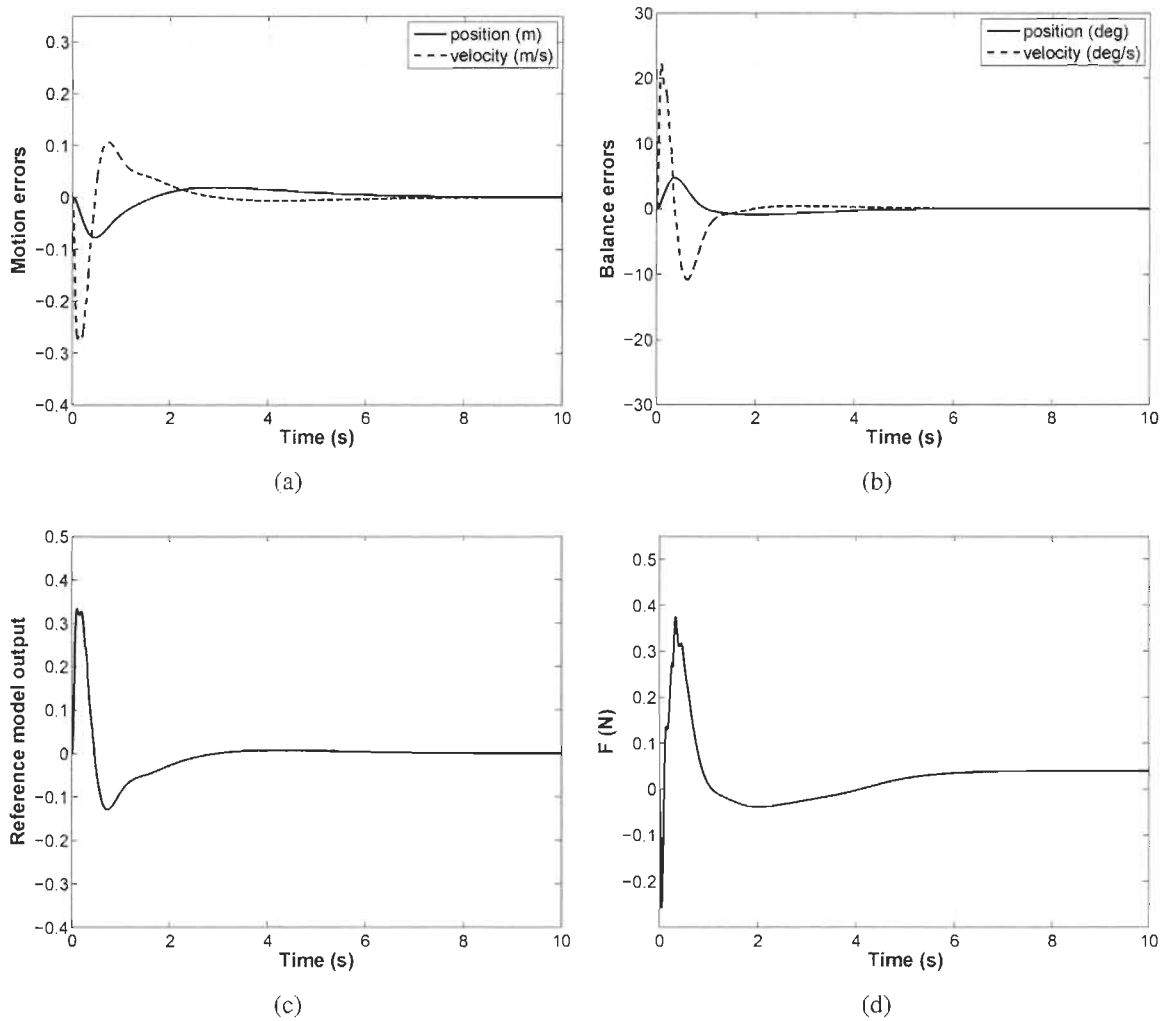 position (m)
velocity (m/s)
0.3
0.2
0.1
0
−0.1
−0.2
−0.3
−0.4
Motion errors
0 2 4 6 8 10
Time (s)
(a)
position (deg)
velocity (deg/s)
30
20
10
0
−10
−20
−30
Balance errors
0 2 4 6 8 10
Time (s)
(b)
0.5
0.4
0.3
0.2
0.1
0
−0.1
−0.2
−0.3
−0.4
Reference model output
0 2 4 6 8 10
Time (s)
(c)
0.5
0.4
0.3
0.2
0.1
0
−0.1
−0.2
F (N)
0 2 4 6 8 10
Time (s)
(d)